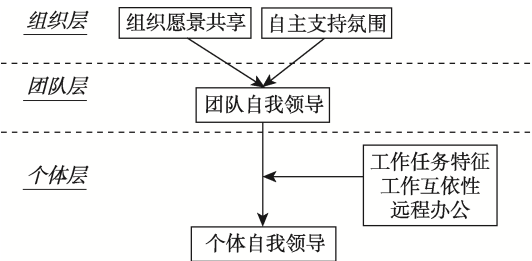 组织层
组织愿景共享
自主支持氛围
团队层
团队自我领导
个体层
工作任务特征
工作互依性
远程办公
个体自我领导